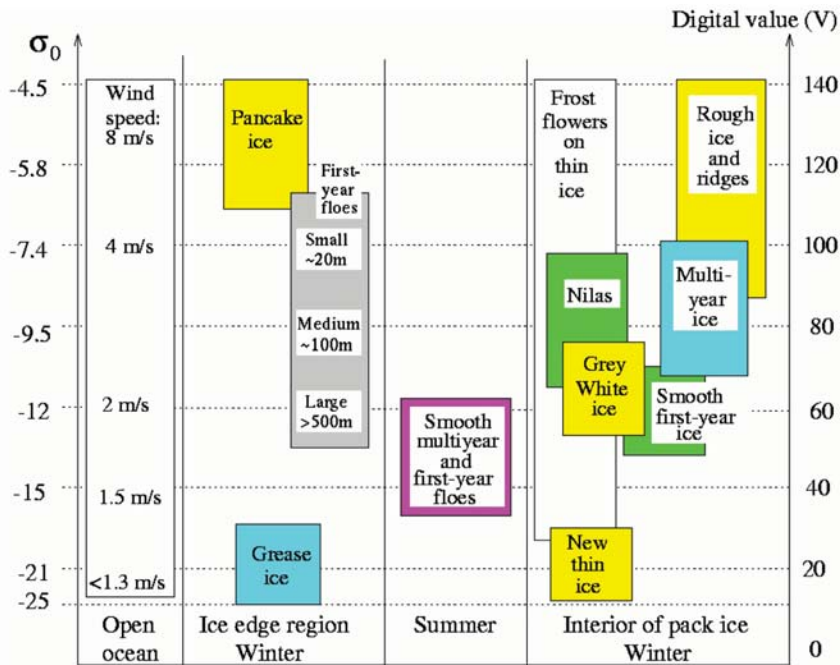 σ0
Digital value (V)
-4.5
-5.8
-7.4
-9.5
-12
-15
-21
-25
Wind
speed:
8 m/s
4 m/s
2 m/s
1.5 m/s
<1.3 m/s
Pancake
ice
First-
year
floes
Small
~20m
Medium
~100m
Large
>500m
Grease
ice
Smooth
multiyear
and
first-year
floes
Frost
flowers
on
thin
ice
Nilas
Grey
White
ice
New
thin
ice
Rough
ice
and
ridges
Multi-
year
ice
Smooth
first-year
ice
140
120
100
80
60
40
20
0
Open
ocean
Ice edge region
Winter
Summer
Interior of pack ice
Winter